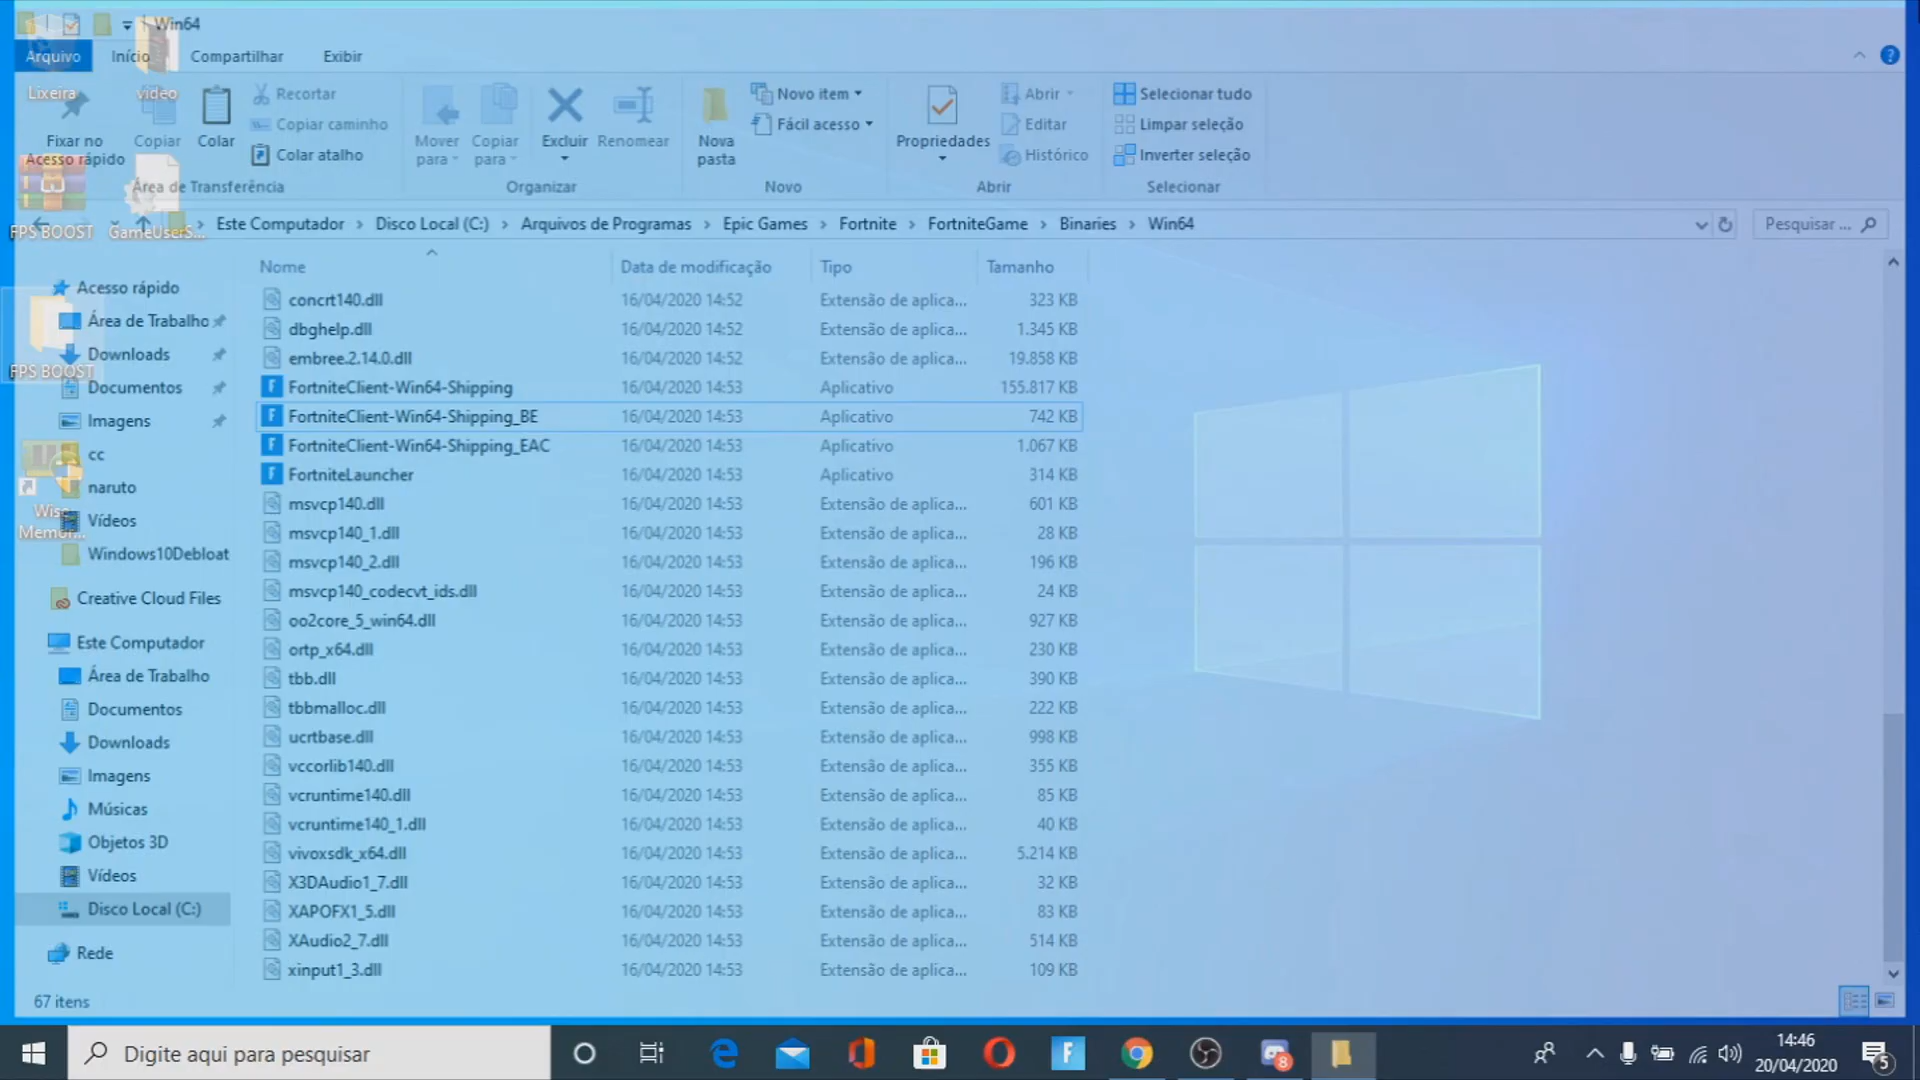 Win64
Arquivo Início Compartilhar Exibir
Lixeira video
Fixar no Acesso rápido
Copiar
Colar
Recortar
Copiar caminho
Colar atalho
Mover para
Copiar para
Excluir
Renomear
Nova pasta
Novo item
Fácil acesso
Propriedades
Abrir
Editar
Histórico
Selecionar tudo
Limpar seleção
Inverter seleção
Área de Transferência Organizar Novo Abrir Selecionar
FPS BOOST GameUserS...
Este Computador Disco Local (C:) Arquivos de Programas Epic Games Fortnite FortniteGame Binaries Win64
Pesquisar ...
FPS BOOST
Wise Memor...
Acesso rápido
Área de Trabalho
Downloads
Documentos
Imagens
cc
naruto
Vídeos
Windows10Debloat
Creative Cloud Files
Este Computador
Área de Trabalho
Documentos
Downloads
Imagens
Músicas
Objetos 3D
Vídeos
Disco Local (C:)
Rede
Nome Data de modificação Tipo Tamanho
concrt140.dll 16/04/2020 14:52 Extensão de aplica... 323 KB
dbghelp.dll 16/04/2020 14:52 Extensão de aplica... 1.345 KB
embree.2.14.0.dll 16/04/2020 14:52 Extensão de aplica... 19.858 KB
FortniteClient-Win64-Shipping 16/04/2020 14:53 Aplicativo 155.817 KB
FortniteClient-Win64-Shipping_BE 16/04/2020 14:53 Aplicativo 742 KB
FortniteClient-Win64-Shipping_EAC 16/04/2020 14:53 Aplicativo 1.067 KB
FortniteLauncher 16/04/2020 14:53 Aplicativo 314 KB
msvcp140.dll 16/04/2020 14:53 Extensão de aplica... 601 KB
msvcp140_1.dll 16/04/2020 14:53 Extensão de aplica... 28 KB
msvcp140_2.dll 16/04/2020 14:53 Extensão de aplica... 196 KB
msvcp140_codecvt_ids.dll 16/04/2020 14:53 Extensão de aplica... 24 KB
oo2core_5_win64.dll 16/04/2020 14:53 Extensão de aplica... 927 KB
ortp_x64.dll 16/04/2020 14:53 Extensão de aplica... 230 KB
tbb.dll 16/04/2020 14:53 Extensão de aplica... 390 KB
tbbmalloc.dll 16/04/2020 14:53 Extensão de aplica... 222 KB
ucrtbase.dll 16/04/2020 14:53 Extensão de aplica... 998 KB
vccorlib140.dll 16/04/2020 14:53 Extensão de aplica... 355 KB
vcruntime140.dll 16/04/2020 14:53 Extensão de aplica... 85 KB
vcruntime140_1.dll 16/04/2020 14:53 Extensão de aplica... 40 KB
vivoxsdk_x64.dll 16/04/2020 14:53 Extensão de aplica... 5.214 KB
X3DAudio1_7.dll 16/04/2020 14:53 Extensão de aplica... 32 KB
XAPOFX1_5.dll 16/04/2020 14:53 Extensão de aplica... 83 KB
XAudio2_7.dll 16/04/2020 14:53 Extensão de aplica... 514 KB
xinput1_3.dll 16/04/2020 14:53 Extensão de aplica... 109 KB
67 itens
Digite aqui para pesquisar
8
14:46
20/04/2020
5